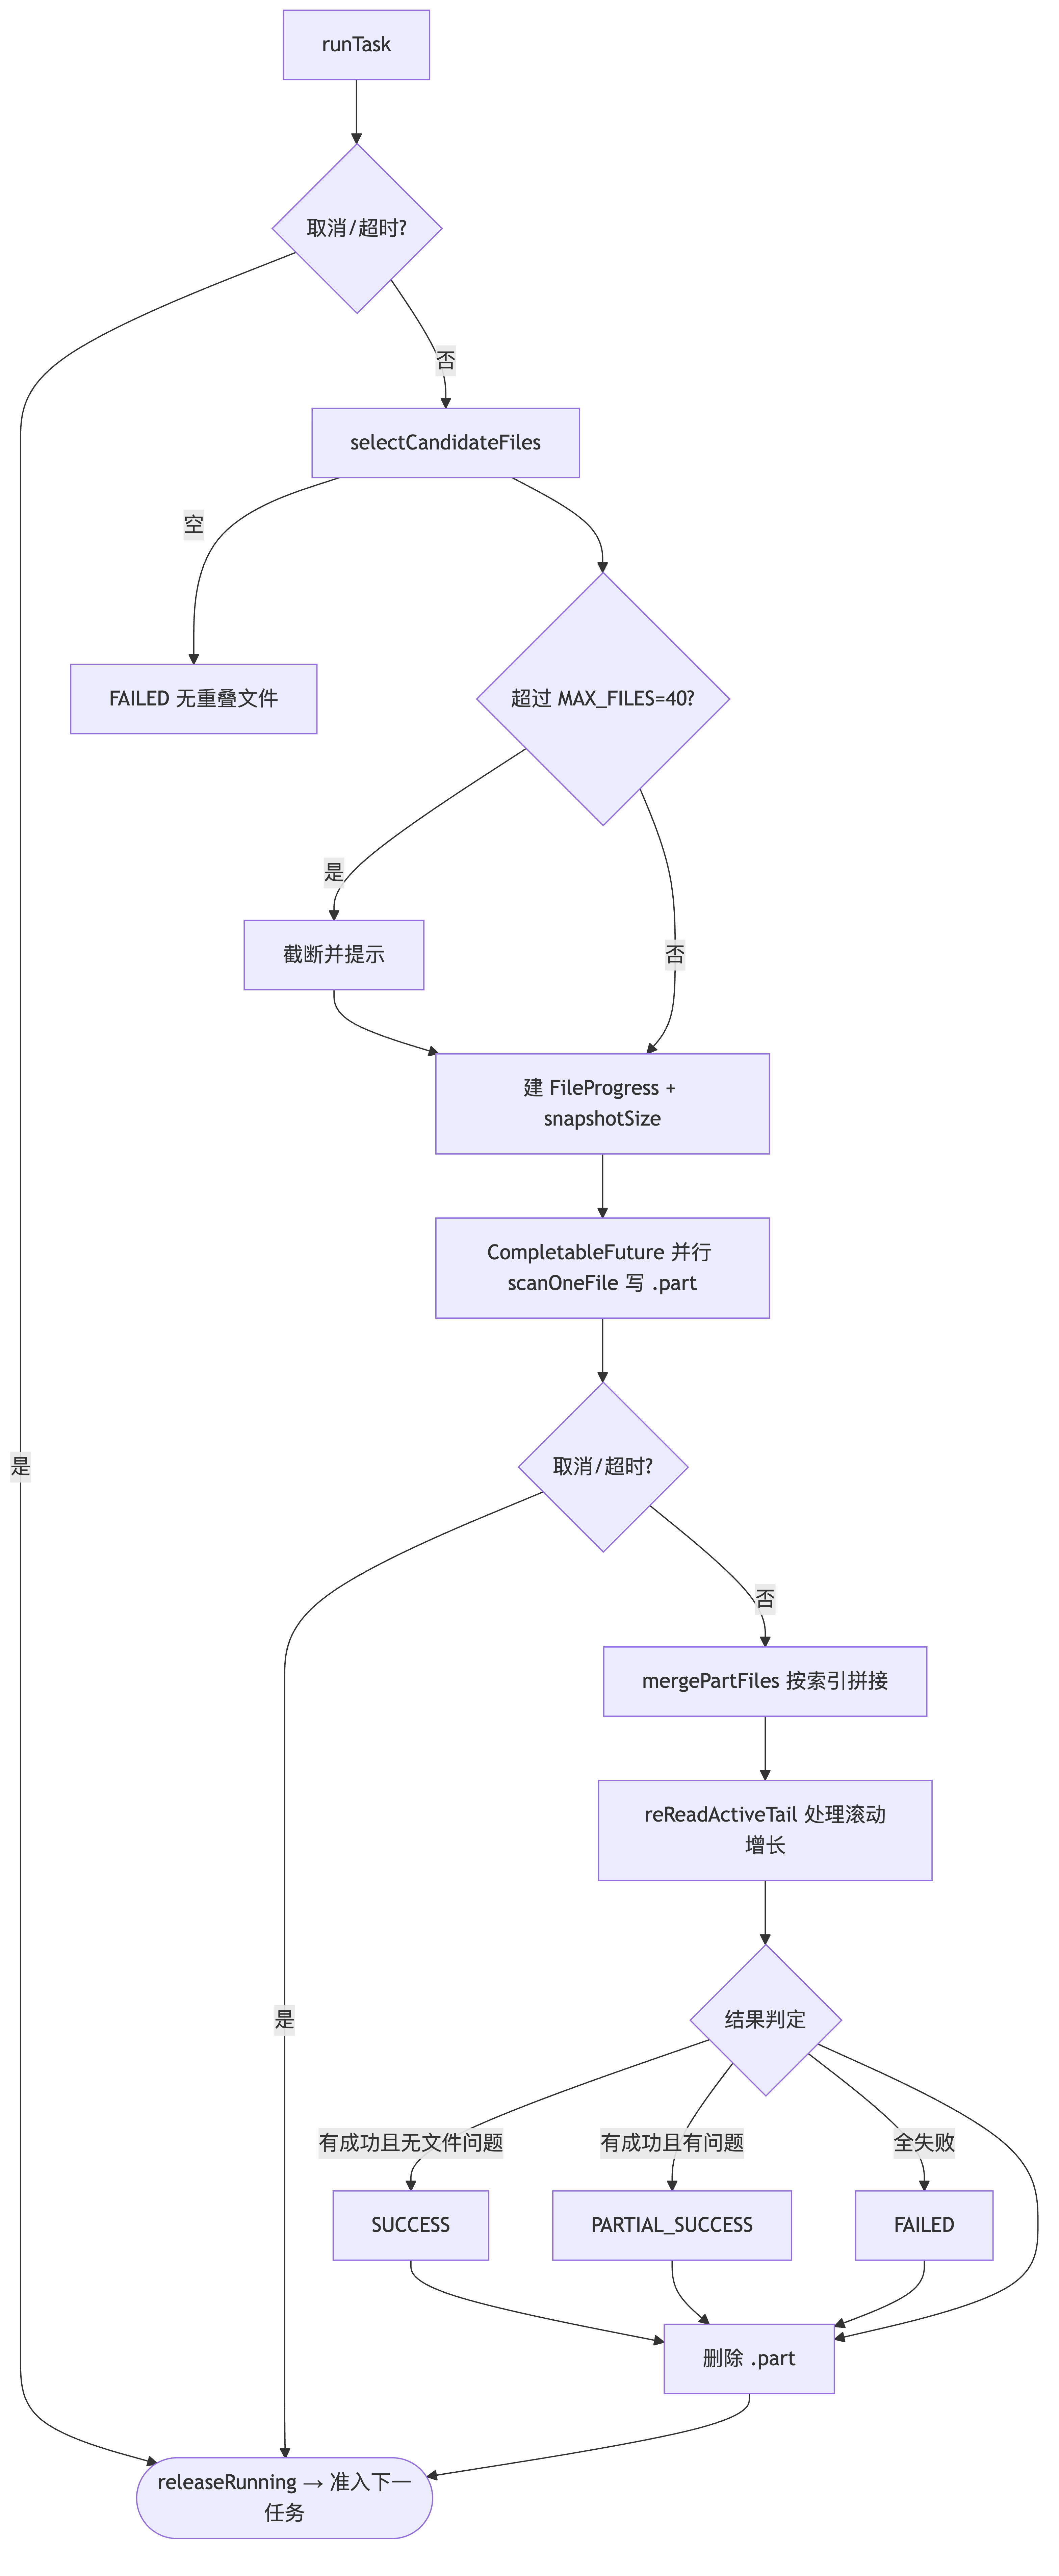 runTask
取消/超时?
否
selectCandidateFiles
空
FAILED 无重叠文件
超过 MAX_FILES=40?
是
截断并提示
否
建 FileProgress +
snapshotSize
CompletableFuture 并行
scanOneFile 写 .part
取消/超时?
是
否
mergePartFiles 按索引拼接
reReadActiveTail 处理滚动
增长
结果判定
是
有成功且无文件问题
有成功且有问题
全失败
SUCCESS
PARTIAL_SUCCESS
FAILED
删除 .part
releaseRunning → 准入下一
任务